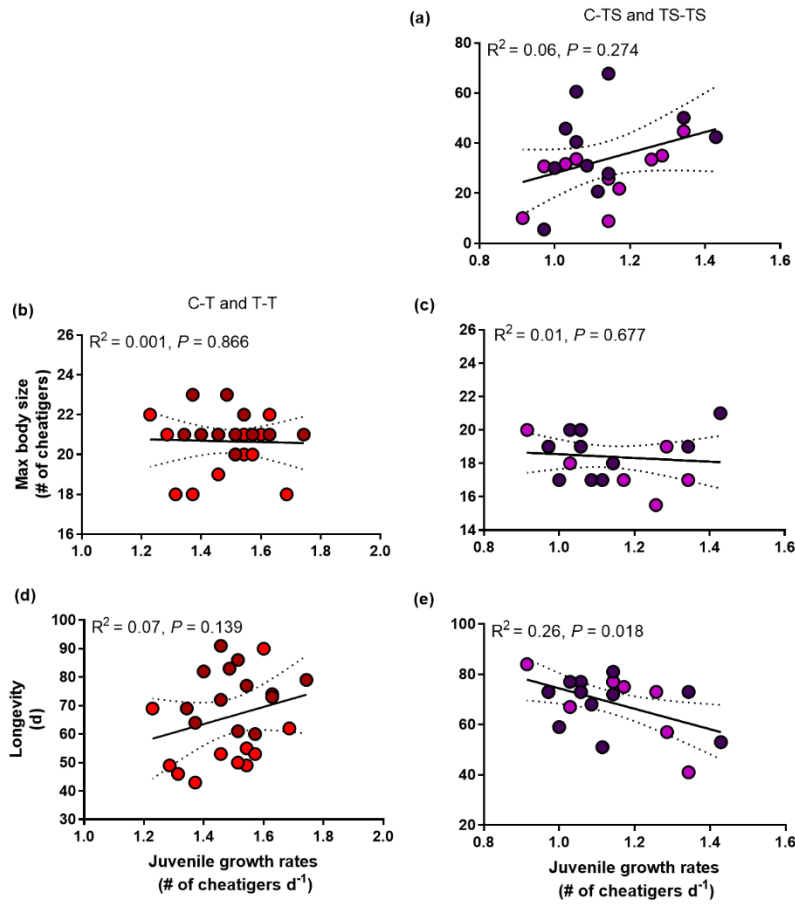 (a)
C-TS and TS-TS
R² = 0.06, P = 0.274
80
60
40
20
0
0.8 1.0 1.2 1.4 1.6
(b)
C-T and T-T
R² = 0.001, P = 0.866
Max body size
(# of cheatigers)
26
24
22
20
18
16
1.0 1.2 1.4 1.6 1.8 2.0
(c)
R² = 0.01, P = 0.677
26
24
22
20
18
16
14
0.8 1.0 1.2 1.4 1.6
(d)
R² = 0.07, P = 0.139
Longevity
(d)
100
90
80
70
60
50
40
30
1.0 1.2 1.4 1.6 1.8 2.0
Juvenile growth rates
(# of cheatigers d⁻¹)
(e)
R² = 0.26, P = 0.018
100
80
60
40
20
0.8 1.0 1.2 1.4 1.6
Juvenile growth rates
(# of cheatigers d⁻¹)